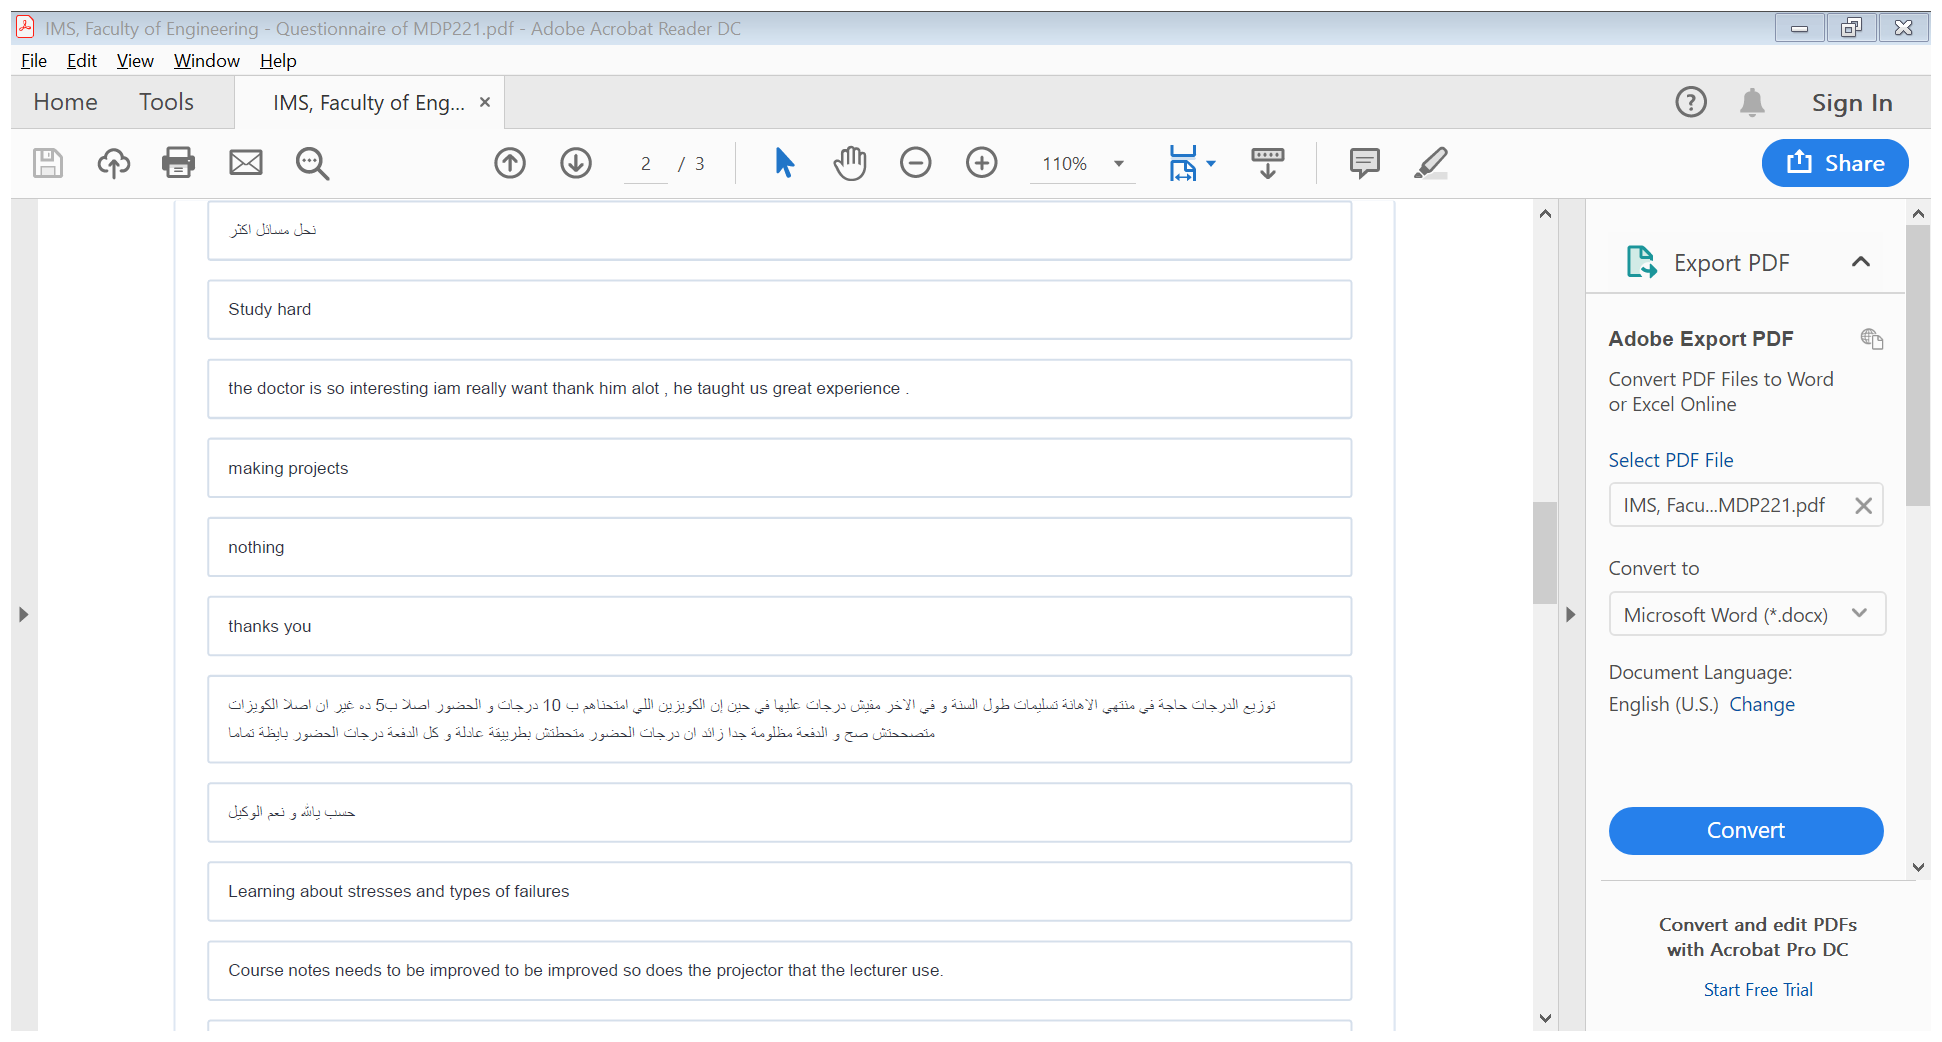 IMS, Faculty of Engineering - Questionnaire of MDP221.pdf - Adobe Acrobat Reader DC
File Edit View Window Help
Home Tools IMS, Faculty of Eng... × Sign In
2 / 3 110% Share
نحل مسائل اكثر
Study hard
the doctor is so interesting iam really want thank him alot , he taught us great experience .
making projects
nothing
thanks you
توزيع الدرجات حاجة في منتهي الاهانة تسليمات طول السنة و في الاخر مفيش درجات عليها في حين إن الكويزين اللي امتحناهم ب 10 درجات و الحضور اصلا ب5 ده غير ان اصلا الكويزات
متصححتش صح و الدفعة مظلومة جدا زائد ان درجات الحضور متحطتش بطرييقة عادلة و كل الدفعة درجات الحضور بايظة تماما
حسب يالله و نعم الوكيل
Learning about stresses and types of failures
Course notes needs to be improved to be improved so does the projector that the lecturer use.
Export PDF
Adobe Export PDF
Convert PDF Files to Word
or Excel Online
Select PDF File
IMS, Facu...MDP221.pdf
Convert to
Microsoft Word (*.docx)
Document Language:
English (U.S.) Change
Convert
Convert and edit PDFs
with Acrobat Pro DC
Start Free Trial